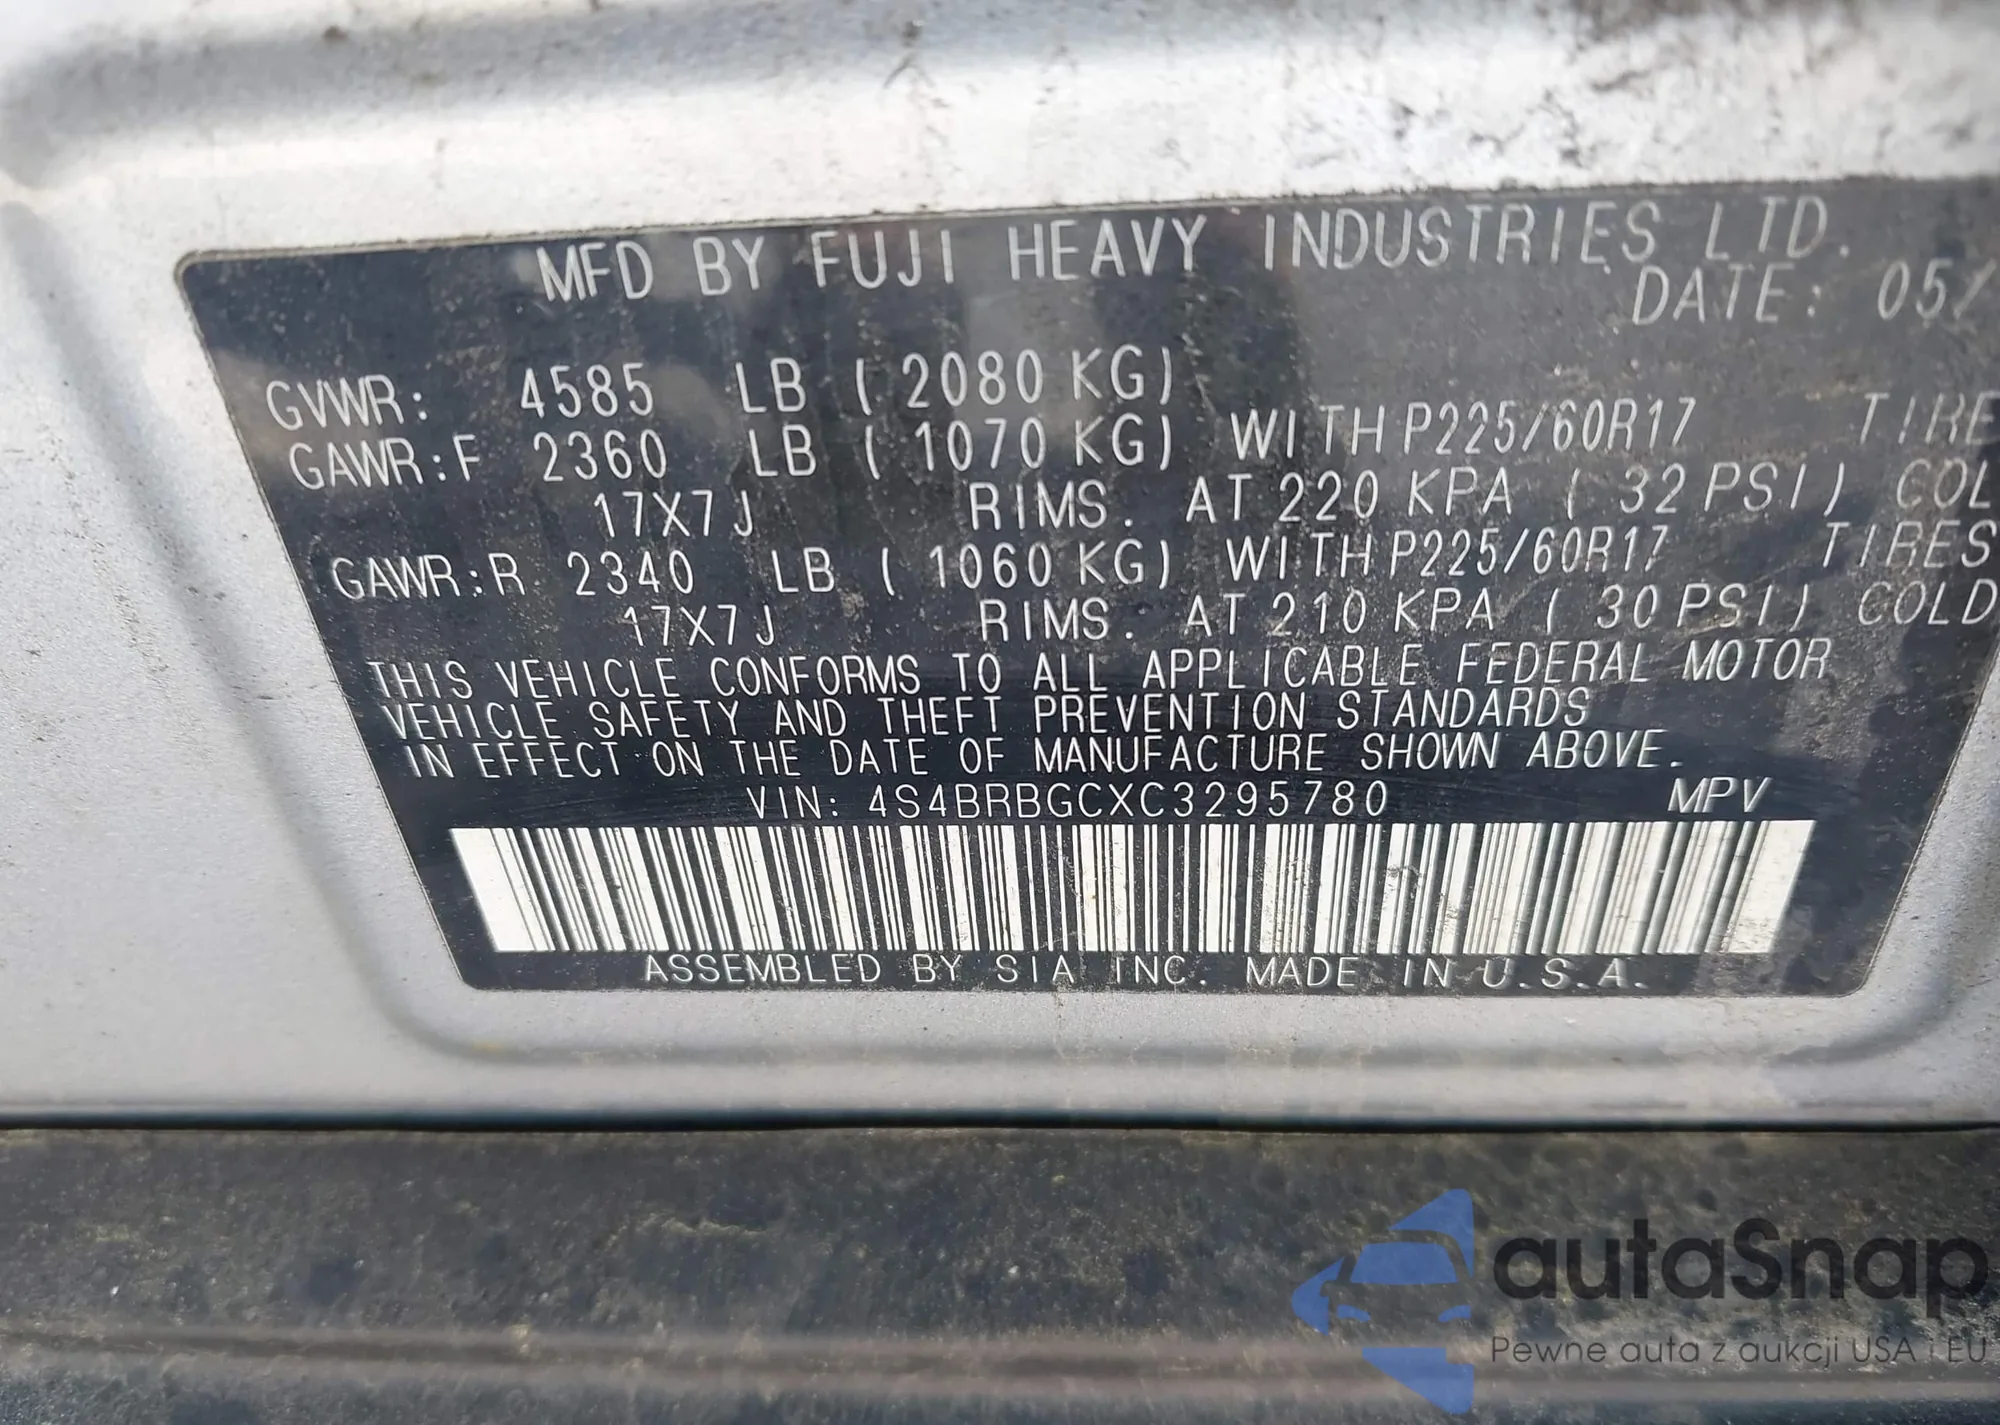 MFD BY FUJI HEAVY INDUSTRIES LTD.
DATE: 05/
GVWR: 4585 LB ( 2080 KG)
GAWR:F 2360 LB ( 1070 KG) WITH P225/60R17 TIRE
17X7J RIMS. AT 220 KPA ( 32 PSI) COL
GAWR:R 2340 LB ( 1060 KG) WITH P225/60R17 TIRES
17X7J RIMS. AT 210 KPA ( 30 PSI) COLD
THIS VEHICLE CONFORMS TO ALL APPLICABLE FEDERAL MOTOR
VEHICLE SAFETY AND THEFT PREVENTION STANDARDS
IN EFFECT ON THE DATE OF MANUFACTURE SHOWN ABOVE.
VIN: 4S4BRBGCXC3295780 MPV
ASSEMBLED BY SIA INC. MADE IN U.S.A.
autaSnap
Pewne auta z aukcji USA i EU